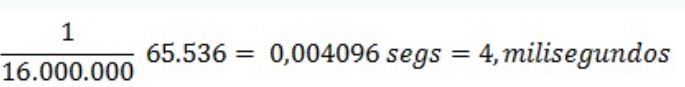 1
16.000.000 65.536 = 0,004096 segs = 4, milisegundos